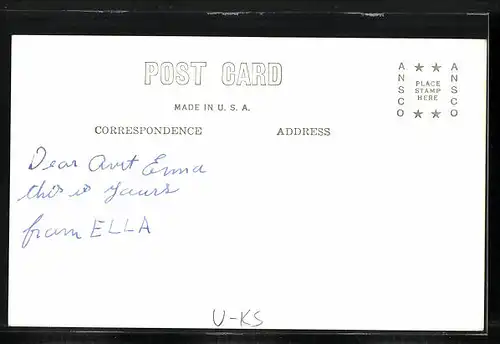 POST CARD
MADE IN U. S. A.
CORRESPONDENCE ADDRESS
ANSCO PLACE STAMP HERE ANSCO
Dear Aunt Emma
this is yours
from ELLA
U-KS